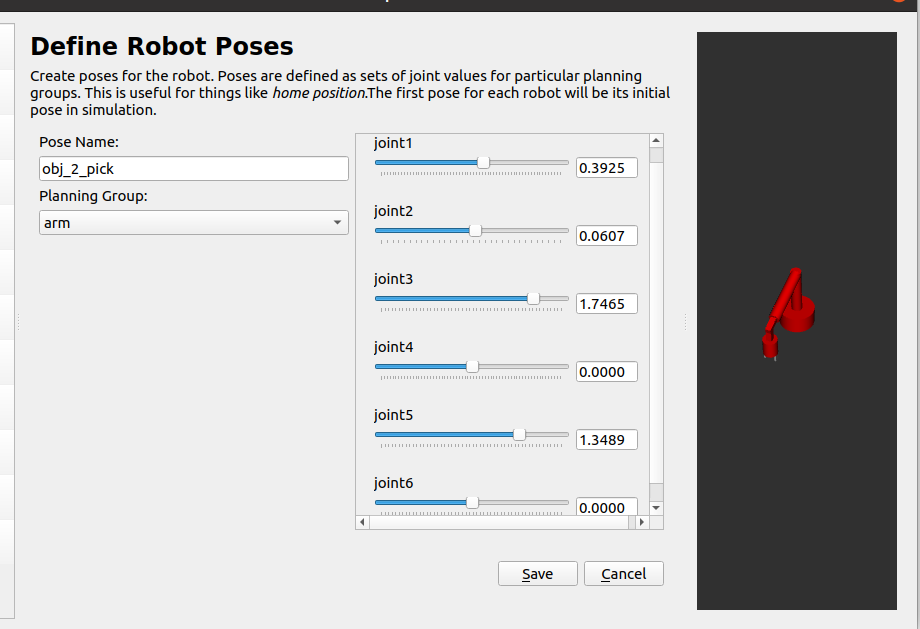 Define Robot Poses
Create poses for the robot. Poses are defined as sets of joint values for particular planning
groups. This is useful for things like home position.The first pose for each robot will be its initial
pose in simulation.
Pose Name:
obj_2_pick
Planning Group:
arm
joint1
0.3925
joint2
0.0607
joint3
1.7465
joint4
0.0000
joint5
1.3489
joint6
0.0000
Save
Cancel